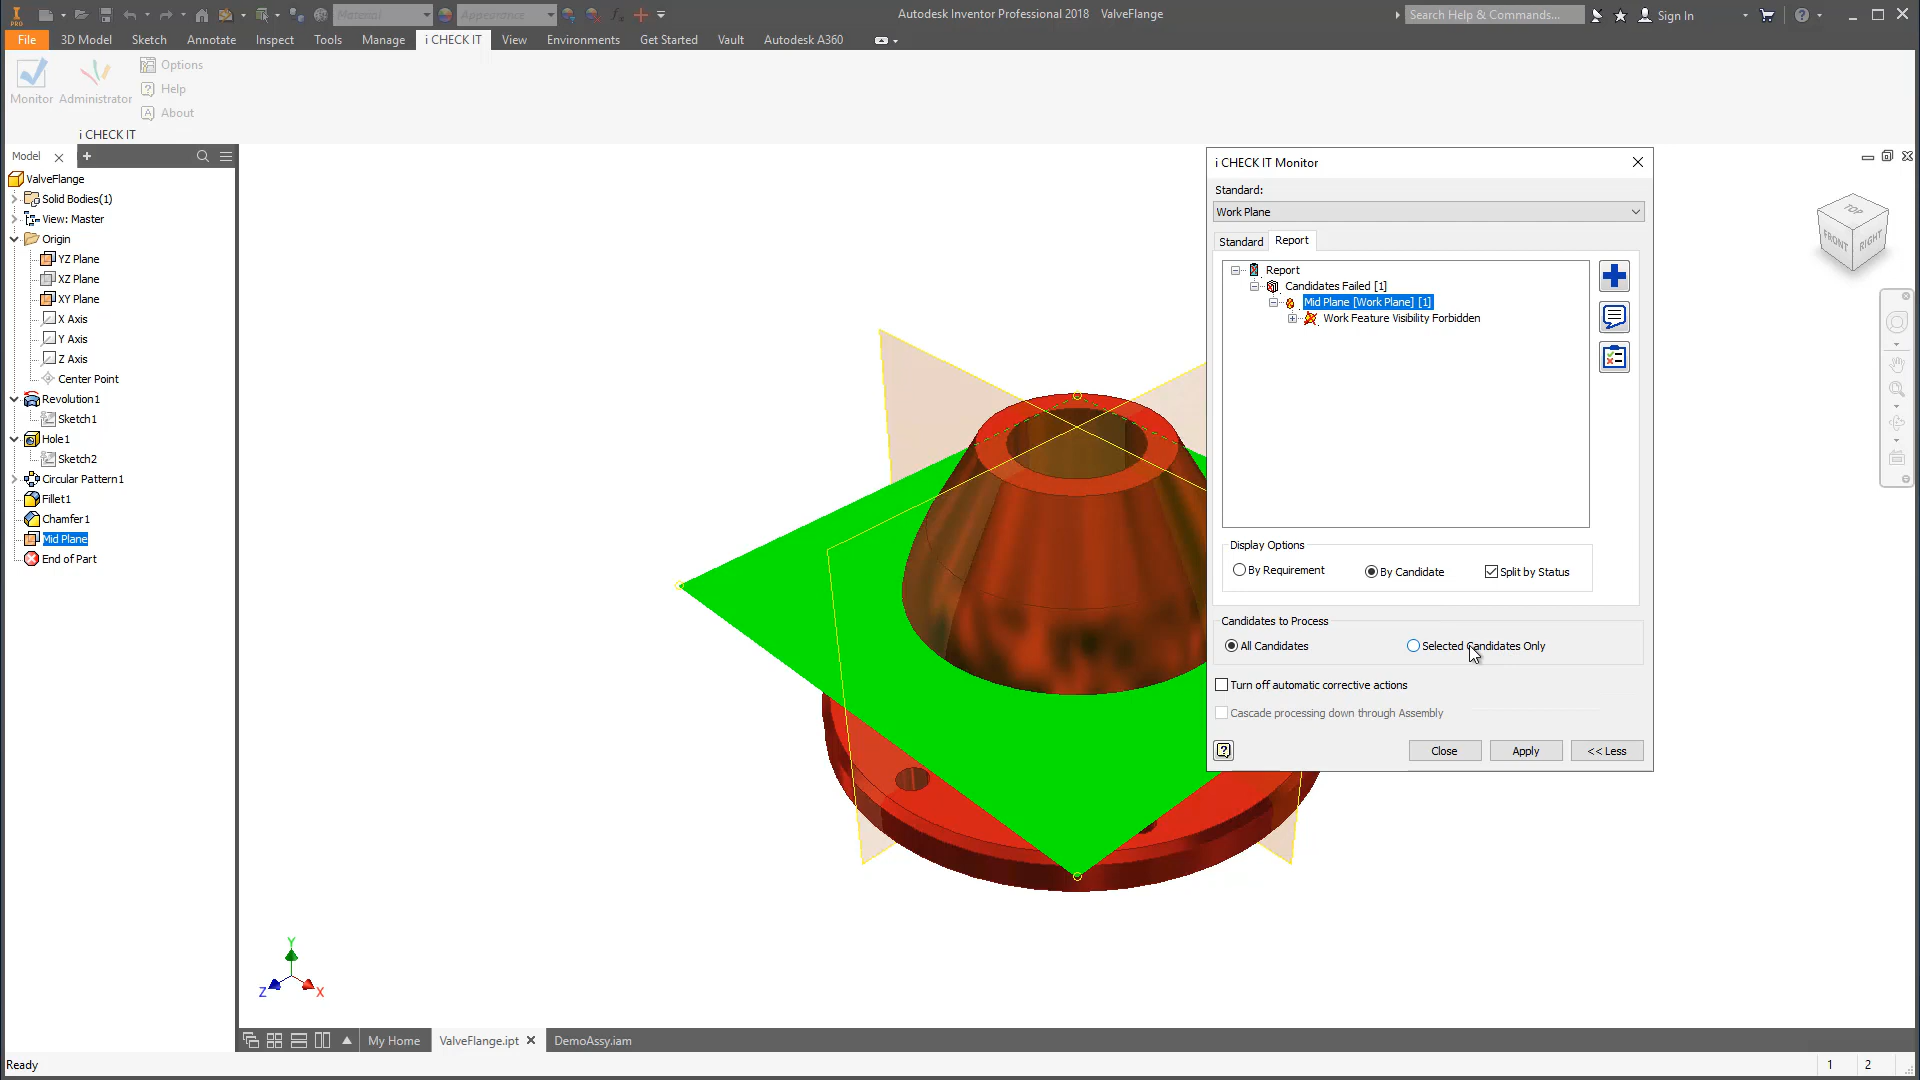 PRO
Material
Appearance
Autodesk Inventor Professional 2018 ValveFlange
Search Help & Commands...
Sign In
File 3D Model Sketch Annotate Inspect Tools Manage i CHECK IT View Environments Get Started Vault Autodesk A360
Monitor
Administrator
Options
Help
About
i CHECK IT
Model
ValveFlange
Solid Bodies(1)
View: Master
Origin
YZ Plane
XZ Plane
XY Plane
X Axis
Y Axis
Z Axis
Center Point
Revolution1
Sketch1
Hole1
Sketch2
Circular Pattern1
Fillet1
Chamfer1
Mid Plane
End of Part
i CHECK IT Monitor
Standard:
Work Plane
Standard Report
Report
Candidates Failed [1]
Mid Plane [Work Plane] [1]
Work Feature Visibility Forbidden
Display Options
By Requirement By Candidate Split by Status
Candidates to Process
All Candidates Selected Candidates Only
Turn off automatic corrective actions
Cascade processing down through Assembly
Close Apply << Less
TOP
FRONT RIGHT
Y
Z X
My Home ValveFlange.ipt DemoAssy.iam
Ready
1 2